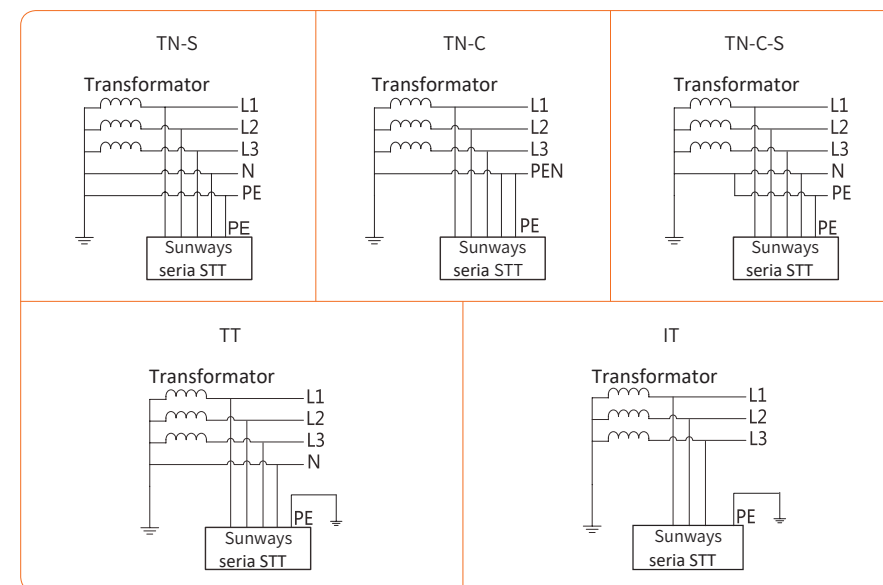 TN-S
Transformator
L1
L2
L3
N
PE
PE
Sunways
seria STT
TN-C
Transformator
L1
L2
L3
PEN
PE
Sunways
seria STT
TN-C-S
Transformator
L1
L2
L3
N
PE
PE
Sunways
seria STT
TT
Transformator
L1
L2
L3
N
PE
Sunways
seria STT
IT
Transformator
L1
L2
L3
PE
Sunways
seria STT